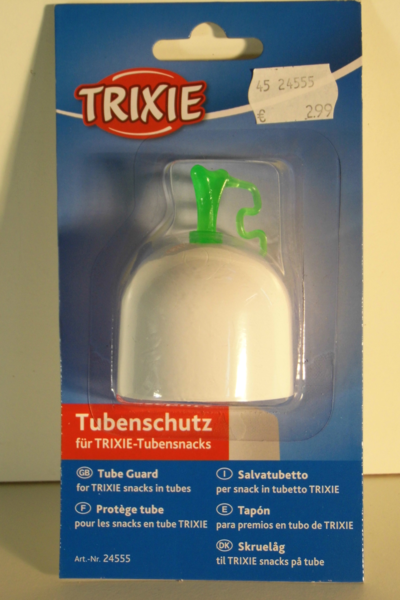 TRIXIE
45 24555
€ 2.99
Tubenschutz
für TRIXIE-Tubensnacks
GB Tube Guard
for TRIXIE snacks in tubes
F Protège tube
pour les snacks en tube TRIXIE
I Salvatubetto
per snack in tubetto TRIXIE
E Tapón
para premios en tubo de TRIXIE
DK Skruelåg
til TRIXIE snacks på tube
Art.-Nr. 24555